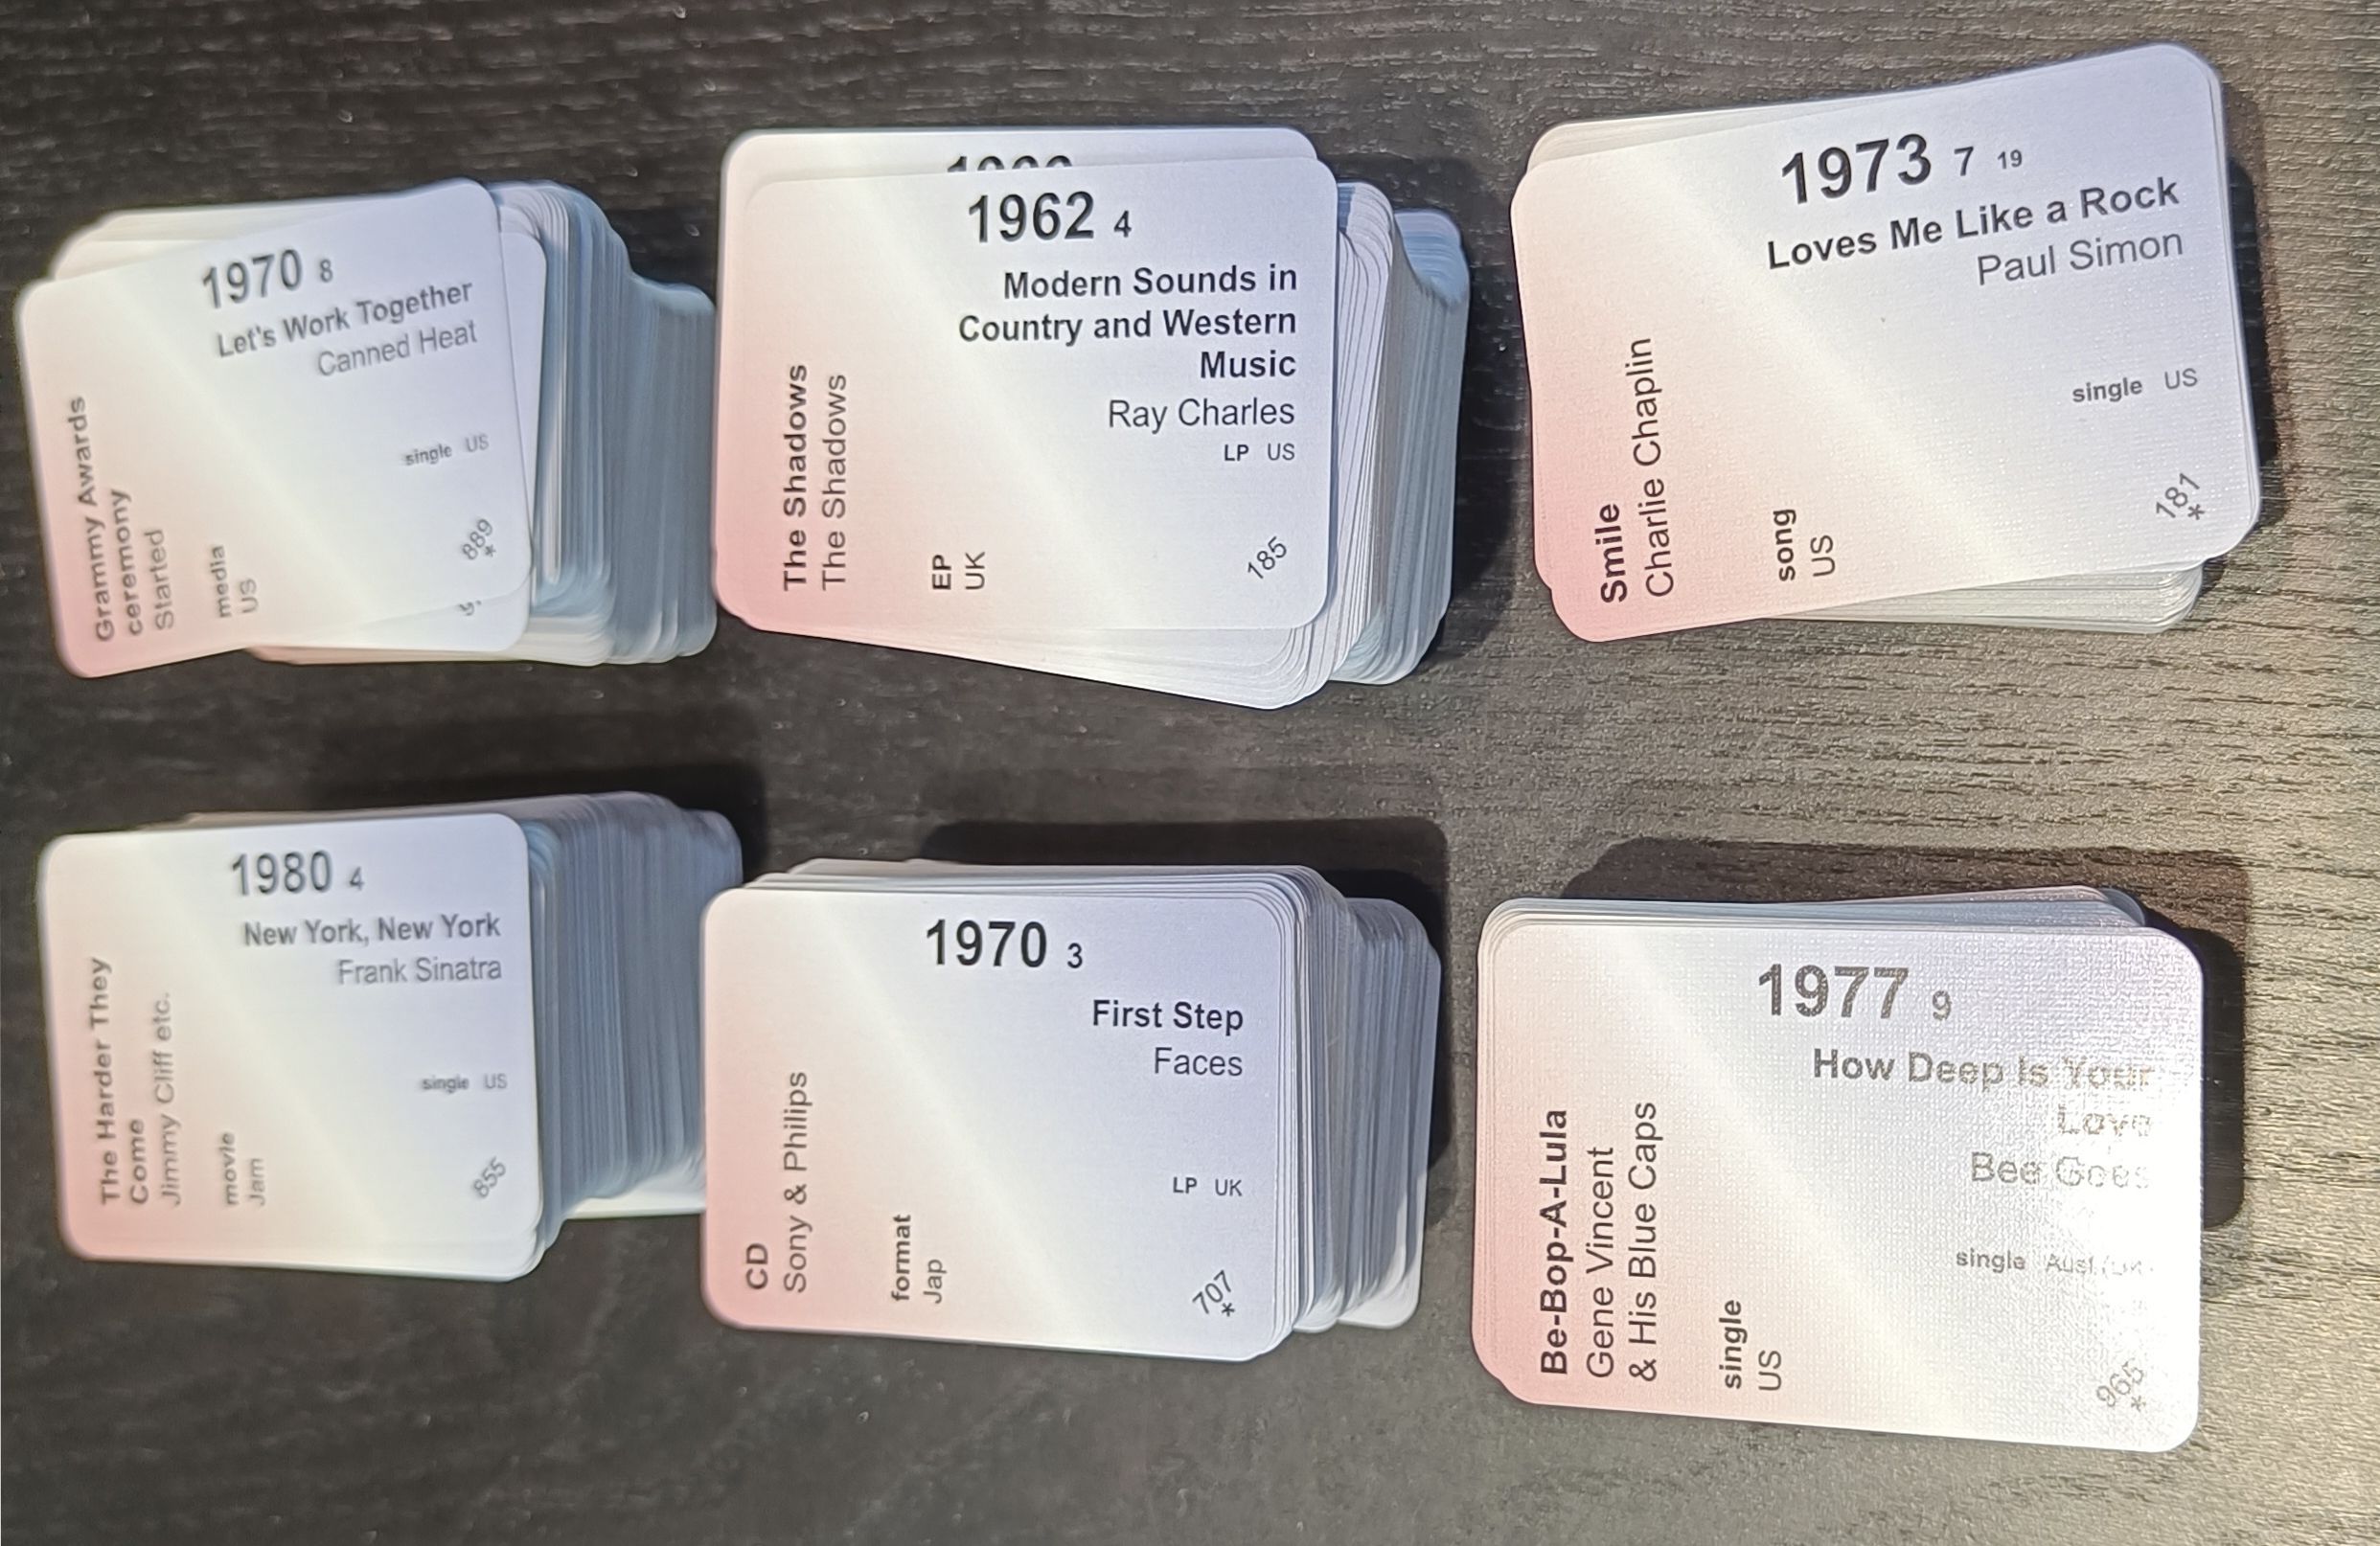 1970 8
Let's Work Together
Canned Heat
single US
889
*
Grammy Awards
ceremony
Started
media
US
1962 4
Modern Sounds in
Country and Western
Music
Ray Charles
LP US
185
The Shadows
The Shadows
EP
UK
1973 7 19
Loves Me Like a Rock
Paul Simon
single US
181
*
Smile
Charlie Chaplin
song
US
1980 4
New York, New York
Frank Sinatra
single US
855
The Harder They
Come
Jimmy Cliff etc.
movie
Jam
1970 3
First Step
Faces
LP UK
707
*
CD
Sony & Philips
format
Jap
1977 9
How Deep Is Your
Love
Bee Gees
single
965
*
Be-Bop-A-Lula
Gene Vincent
& His Blue Caps
single
US